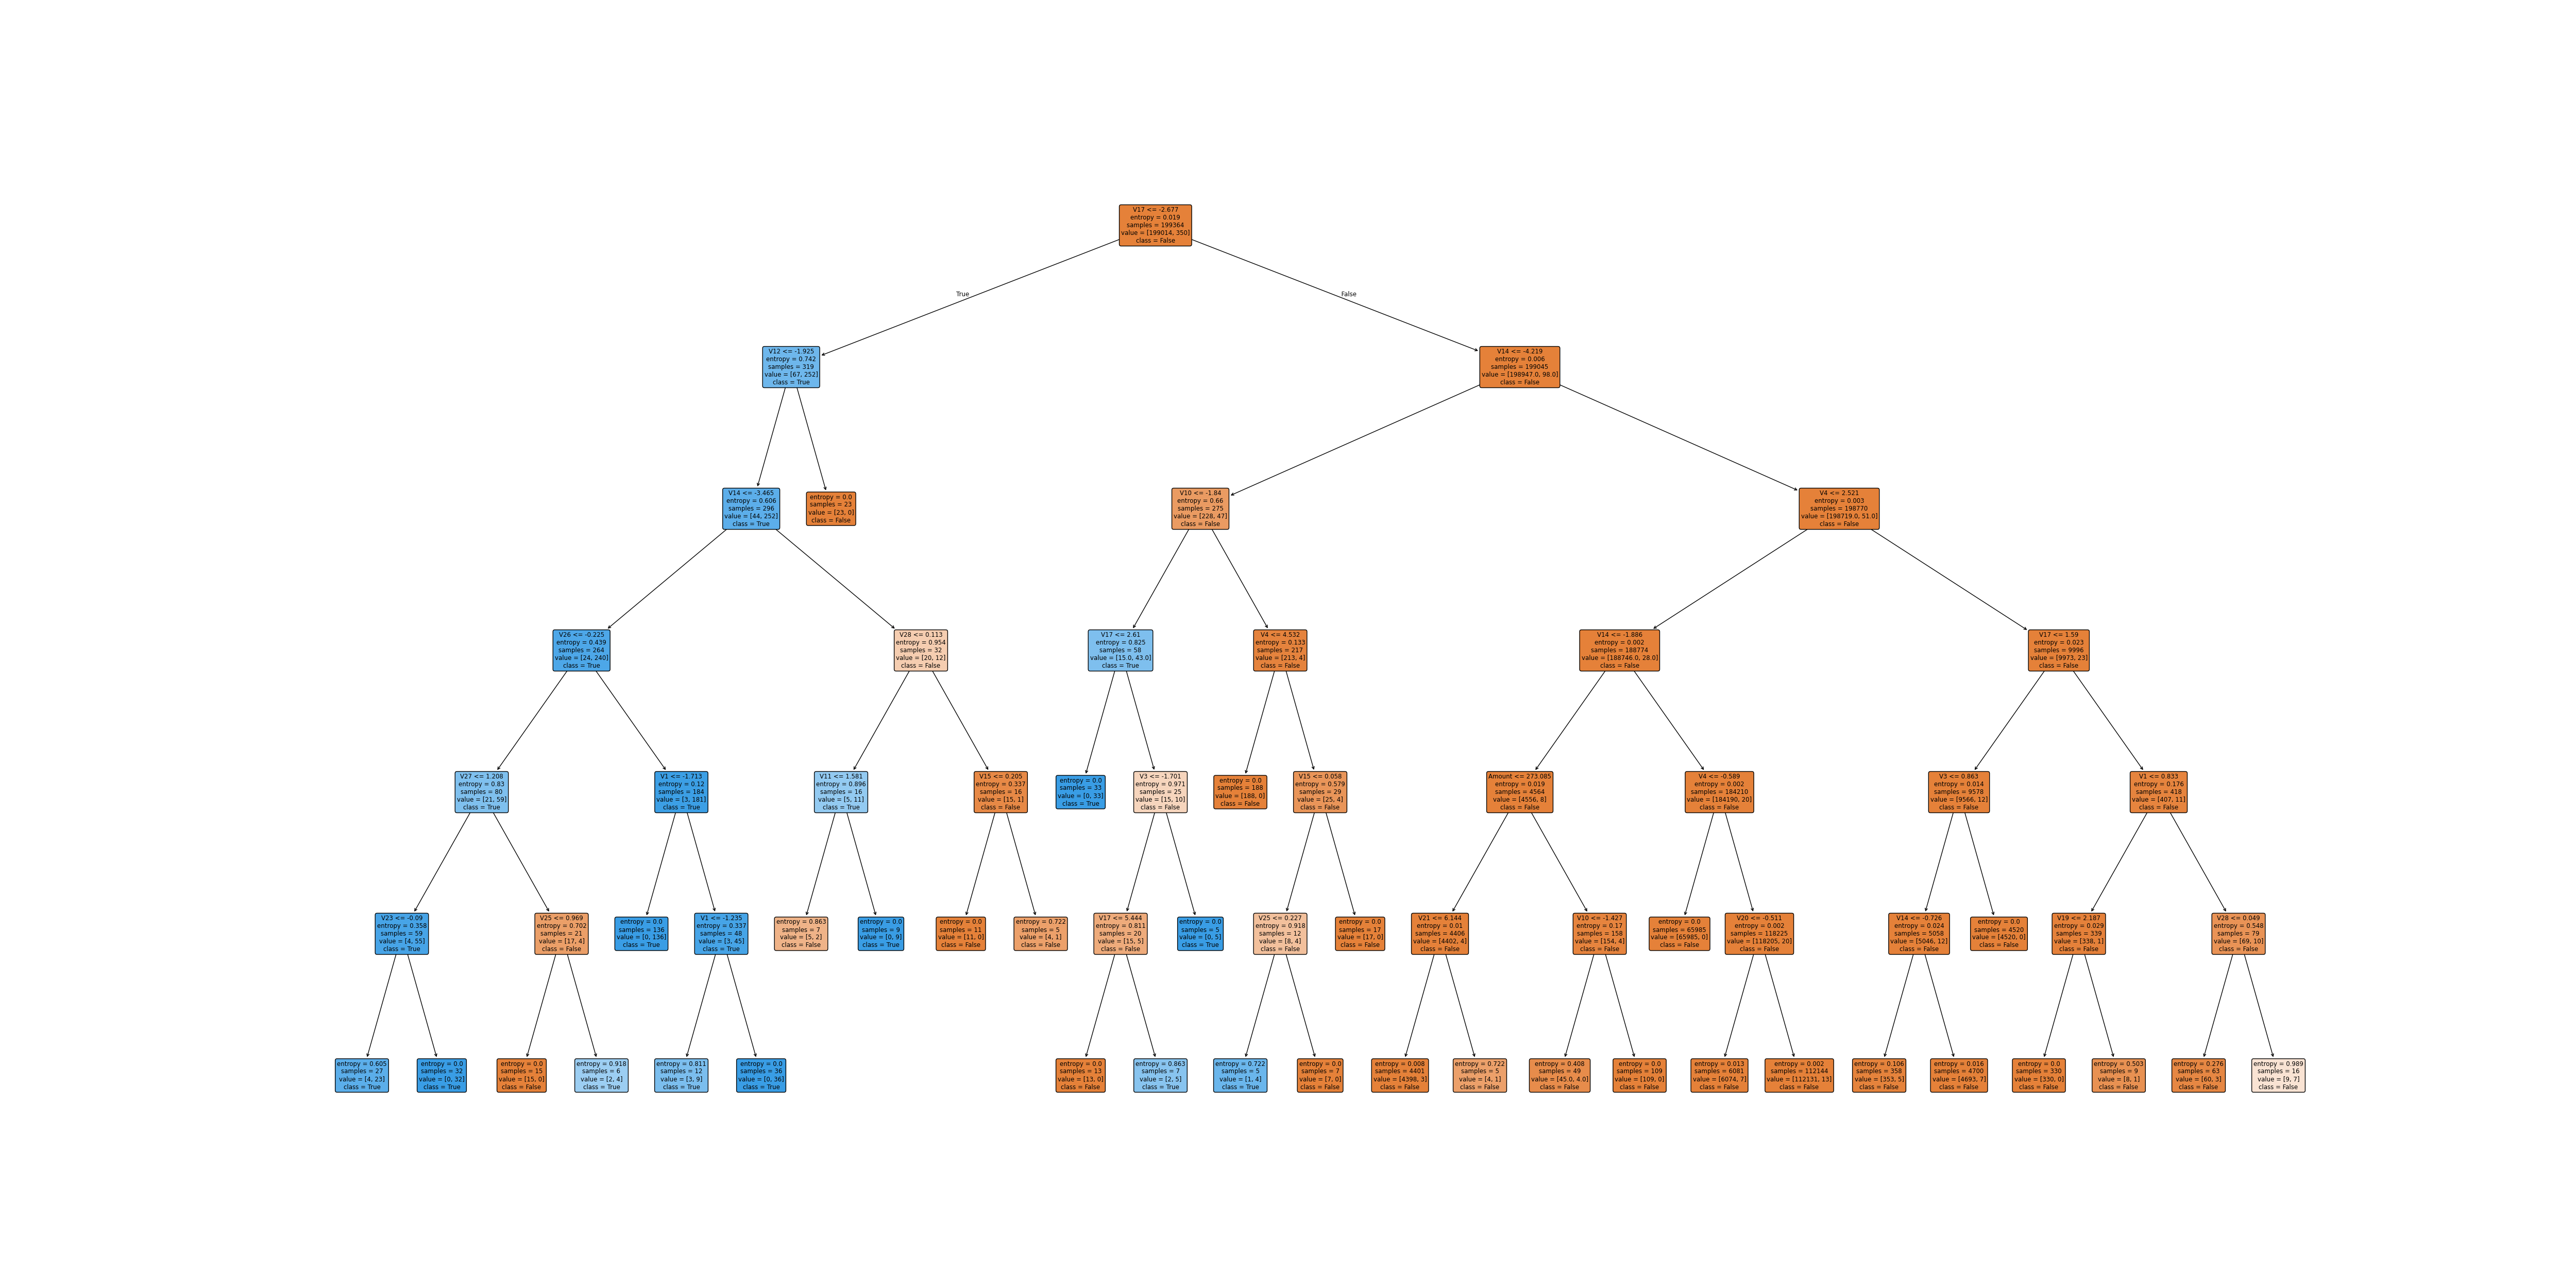 V17 <= -2.677
entropy = 0.019
samples = 199364
value = [199014, 350]
class = False
True
False
V12 <= -1.925
entropy = 0.742
samples = 319
value = [67, 252]
class = True
V14 <= -4.219
entropy = 0.006
samples = 199045
value = [198947.0, 98.0]
class = False
V14 <= -3.465
entropy = 0.606
samples = 296
value = [44, 252]
class = True
entropy = 0.0
samples = 23
value = [23, 0]
class = False
V10 <= -1.84
entropy = 0.66
samples = 275
value = [228, 47]
class = False
V4 <= 2.521
entropy = 0.003
samples = 198770
value = [198719.0, 51.0]
class = False
V26 <= -0.225
entropy = 0.439
samples = 264
value = [24, 240]
class = True
V28 <= 0.113
entropy = 0.954
samples = 32
value = [20, 12]
class = False
V17 <= 2.61
entropy = 0.825
samples = 58
value = [15.0, 43.0]
class = True
V4 <= 4.532
entropy = 0.133
samples = 217
value = [213, 4]
class = False
V14 <= -1.886
entropy = 0.002
samples = 188774
value = [188746.0, 28.0]
class = False
V17 <= 1.59
entropy = 0.023
samples = 9996
value = [9973, 23]
class = False
V27 <= 1.208
entropy = 0.83
samples = 80
value = [21, 59]
class = True
V1 <= -1.713
entropy = 0.12
samples = 184
value = [3, 181]
class = True
V11 <= 1.581
entropy = 0.896
samples = 16
value = [5, 11]
class = True
V15 <= 0.205
entropy = 0.337
samples = 16
value = [15, 1]
class = False
entropy = 0.0
samples = 33
value = [0, 33]
class = True
V3 <= -1.701
entropy = 0.971
samples = 25
value = [15, 10]
class = False
entropy = 0.0
samples = 188
value = [188, 0]
class = False
V15 <= 0.058
entropy = 0.579
samples = 29
value = [25, 4]
class = False
Amount <= 273.085
entropy = 0.019
samples = 4564
value = [4556, 8]
class = False
V4 <= -0.589
entropy = 0.002
samples = 184210
value = [184190, 20]
class = False
V3 <= 0.863
entropy = 0.014
samples = 9578
value = [9566, 12]
class = False
V1 <= 0.833
entropy = 0.176
samples = 418
value = [407, 11]
class = False
V23 <= -0.09
entropy = 0.358
samples = 59
value = [4, 55]
class = True
V25 <= 0.969
entropy = 0.702
samples = 21
value = [17, 4]
class = False
entropy = 0.0
samples = 136
value = [0, 136]
class = True
V1 <= -1.235
entropy = 0.337
samples = 48
value = [3, 45]
class = True
entropy = 0.863
samples = 7
value = [5, 2]
class = False
entropy = 0.0
samples = 9
value = [0, 9]
class = True
entropy = 0.0
samples = 11
value = [11, 0]
class = False
entropy = 0.722
samples = 5
value = [4, 1]
class = False
V17 <= 5.444
entropy = 0.811
samples = 20
value = [15, 5]
class = False
entropy = 0.0
samples = 5
value = [0, 5]
class = True
V25 <= 0.227
entropy = 0.918
samples = 12
value = [8, 4]
class = False
entropy = 0.0
samples = 17
value = [17, 0]
class = False
V21 <= 6.144
entropy = 0.01
samples = 4406
value = [4402, 4]
class = False
V10 <= -1.427
entropy = 0.17
samples = 158
value = [154, 4]
class = False
entropy = 0.0
samples = 65985
value = [65985, 0]
class = False
V20 <= -0.511
entropy = 0.002
samples = 118225
value = [118205, 20]
class = False
V14 <= -0.726
entropy = 0.024
samples = 5058
value = [5046, 12]
class = False
entropy = 0.0
samples = 4520
value = [4520, 0]
class = False
V19 <= 2.187
entropy = 0.029
samples = 339
value = [338, 1]
class = False
V28 <= 0.049
entropy = 0.548
samples = 79
value = [69, 10]
class = False
entropy = 0.605
samples = 27
value = [4, 23]
class = True
entropy = 0.0
samples = 32
value = [0, 32]
class = True
entropy = 0.0
samples = 15
value = [15, 0]
class = False
entropy = 0.918
samples = 6
value = [2, 4]
class = True
entropy = 0.811
samples = 12
value = [3, 9]
class = True
entropy = 0.0
samples = 36
value = [0, 36]
class = True
entropy = 0.0
samples = 13
value = [13, 0]
class = False
entropy = 0.863
samples = 7
value = [2, 5]
class = True
entropy = 0.722
samples = 5
value = [1, 4]
class = True
entropy = 0.0
samples = 7
value = [7, 0]
class = False
entropy = 0.008
samples = 4401
value = [4398, 3]
class = False
entropy = 0.722
samples = 5
value = [4, 1]
class = False
entropy = 0.408
samples = 49
value = [45.0, 4.0]
class = False
entropy = 0.0
samples = 109
value = [109, 0]
class = False
entropy = 0.013
samples = 6081
value = [6074, 7]
class = False
entropy = 0.002
samples = 112144
value = [112131, 13]
class = False
entropy = 0.106
samples = 358
value = [353, 5]
class = False
entropy = 0.016
samples = 4700
value = [4693, 7]
class = False
entropy = 0.0
samples = 330
value = [330, 0]
class = False
entropy = 0.503
samples = 9
value = [8, 1]
class = False
entropy = 0.276
samples = 63
value = [60, 3]
class = False
entropy = 0.989
samples = 16
value = [9, 7]
class = False